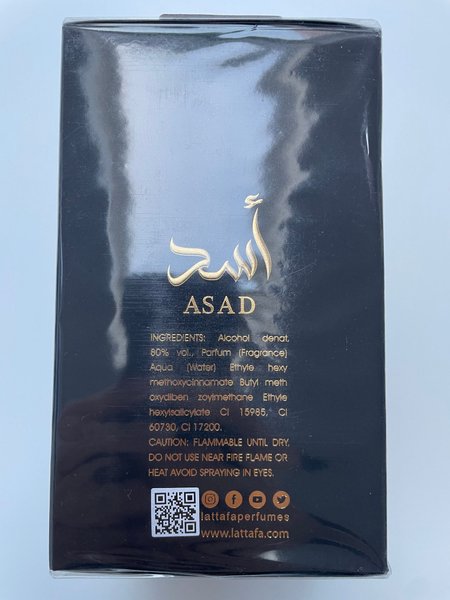 أسد
ASAD
INGREDIENTS: Alcohol denat.
80% vol., Parfum (Fragrance)
Aqua (Water) Ethyle hexy
methoxycinnamate Butyl meth
oxydiben zoylmethane Ethyle
hexylsalicylate CI 15985, CI
60730, CI 17200.
CAUTION: FLAMMABLE UNTIL DRY,
DO NOT USE NEAR FIRE FLAME OR
HEAT AVOID SPRAYING IN EYES.
lattafaperfumes
www.lattafa.com